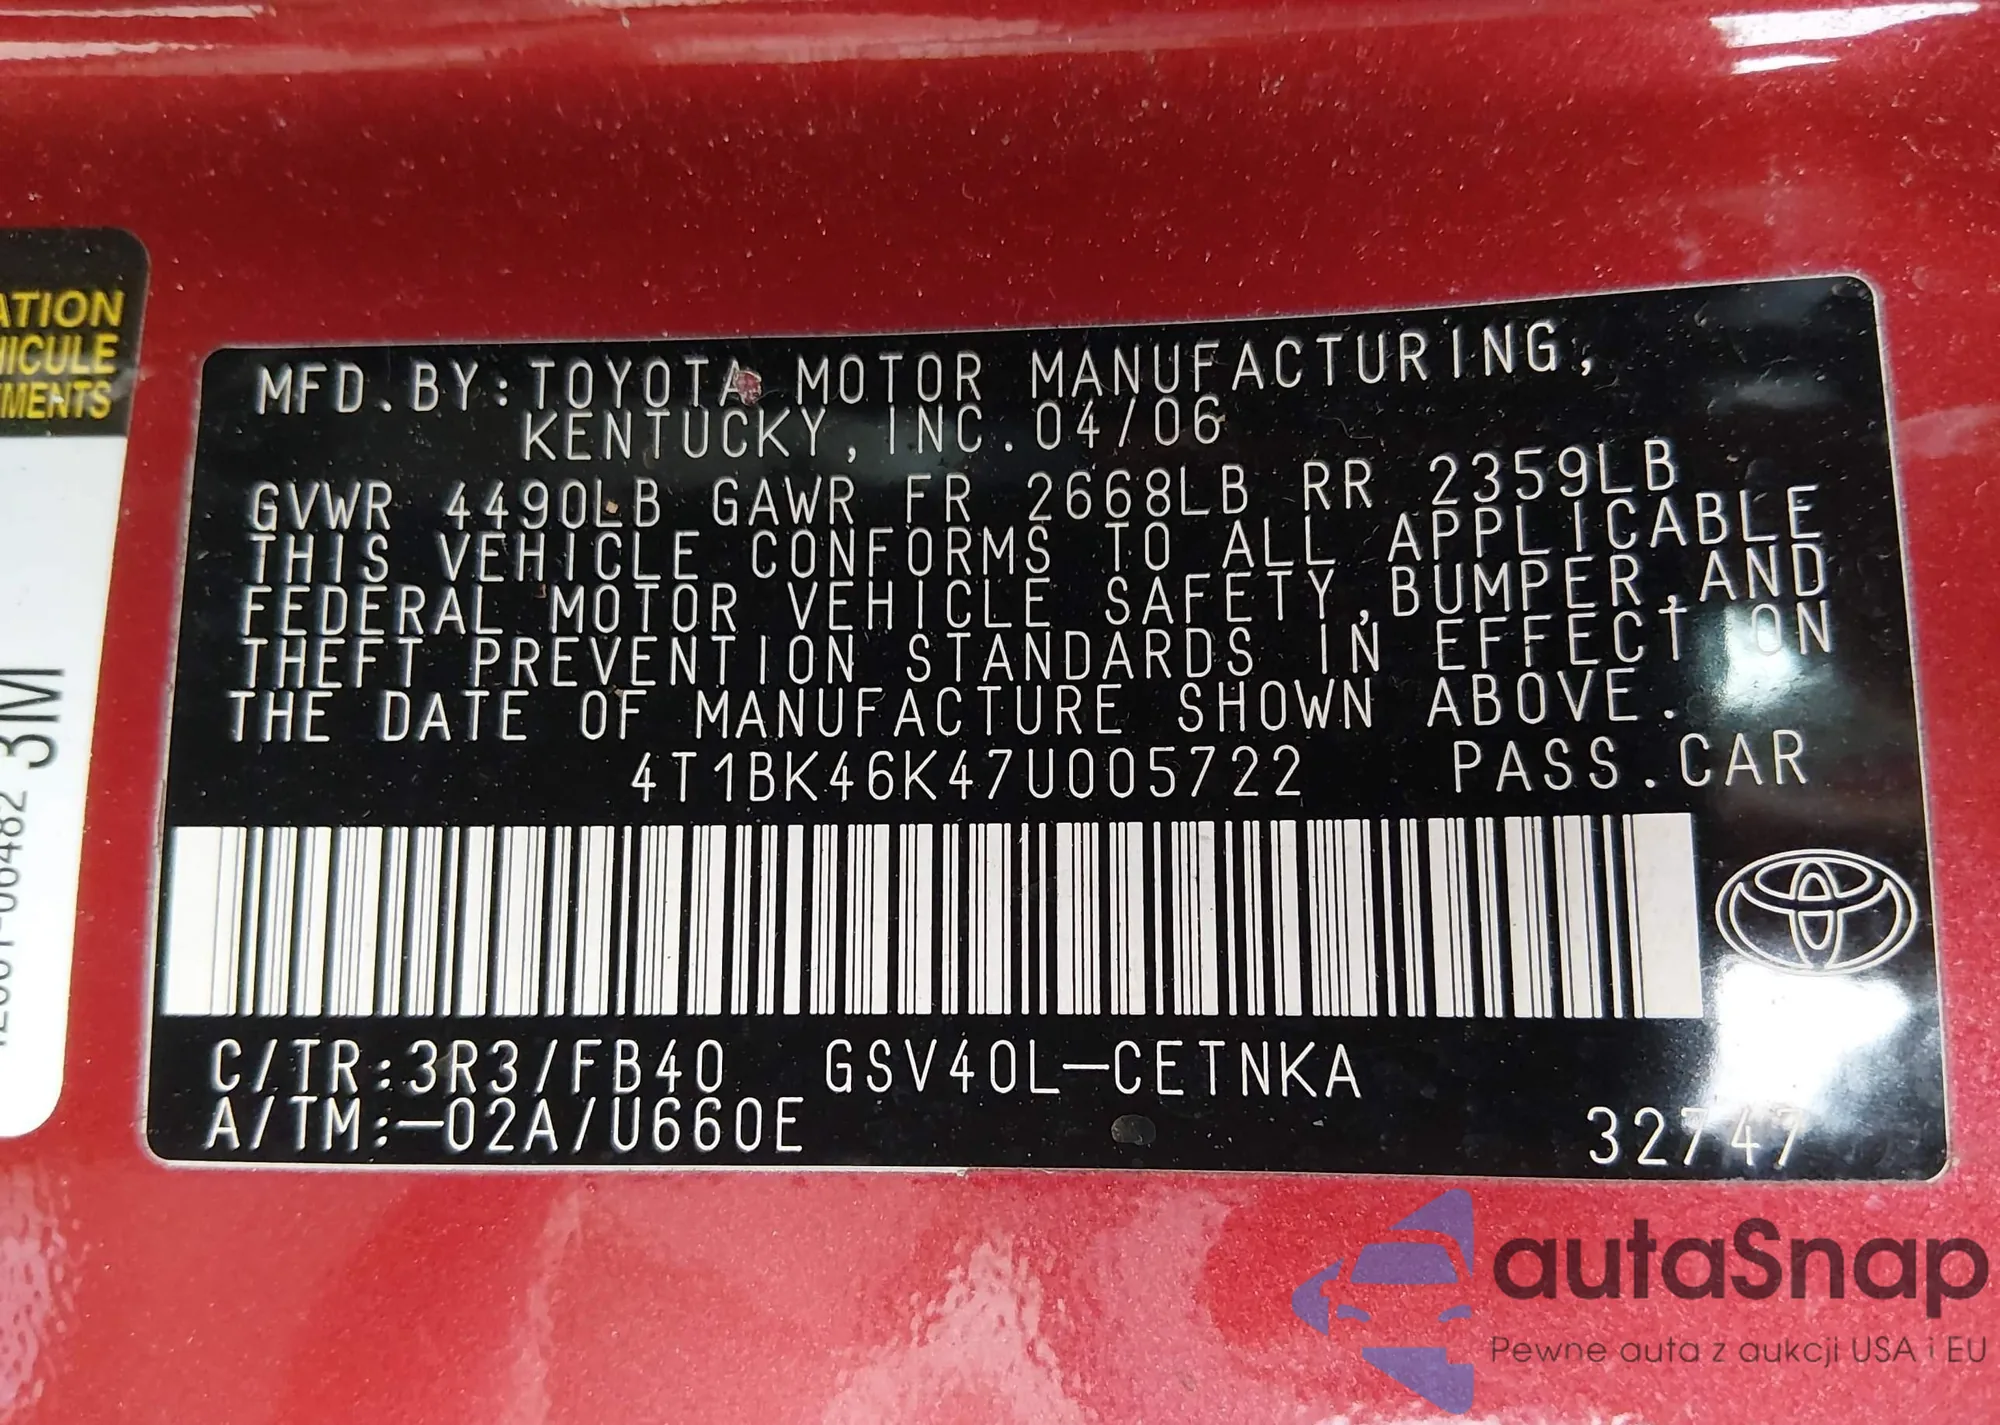 ATION
HICULE
EMENTS
3M
MFD.BY:TOYOTA MOTOR MANUFACTURING,
KENTUCKY,INC.04/06
GVWR 4490LB GAWR FR 2668LB RR 2359LB
THIS VEHICLE CONFORMS TO ALL APPLICABLE
FEDERAL MOTOR VEHICLE SAFETY,BUMPER,AND
THEFT PREVENTION STANDARDS IN EFFECT ON
THE DATE OF MANUFACTURE SHOWN ABOVE.
4T1BK46K47U005722 PASS.CAR
C/TR:3R3/FB40 GSV40L-CETNKA
A/TM:-02A/U660E 32747
autaSnap
Pewne auta z aukcji USA i EU